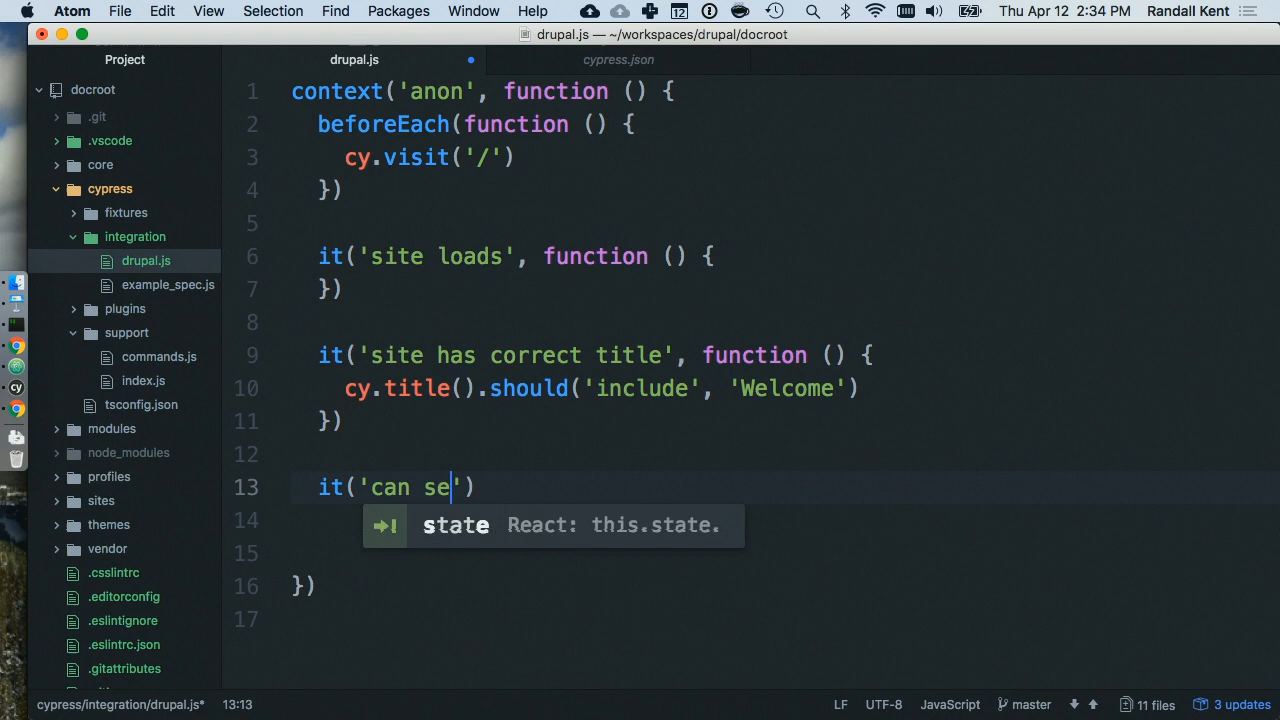 Atom File Edit View Selection Find Packages Window Help 12 Thu Apr 12 2:34 PM Randall Kent
drupal.js — ~/workspaces/drupal/docroot
Project
drupal.js
cypress.json
docroot
.git
.vscode
core
cypress
fixtures
integration
drupal.js
example_spec.js
plugins
support
commands.js
index.js
tsconfig.json
modules
node_modules
profiles
sites
themes
vendor
.csslintrc
.editorconfig
.eslintignore
.eslintrc.json
.gitattributes
1 context('anon', function () {
2 beforeEach(function () {
3 cy.visit('/')
4 })
5
6 it('site loads', function () {
7 })
8
9 it('site has correct title', function () {
10 cy.title().should('include', 'Welcome')
11 })
12
13 it('can se')
14 state React: this.state.
15
16 })
17
cypress/integration/drupal.js* 13:13 LF UTF-8 JavaScript master 11 files 3 updates